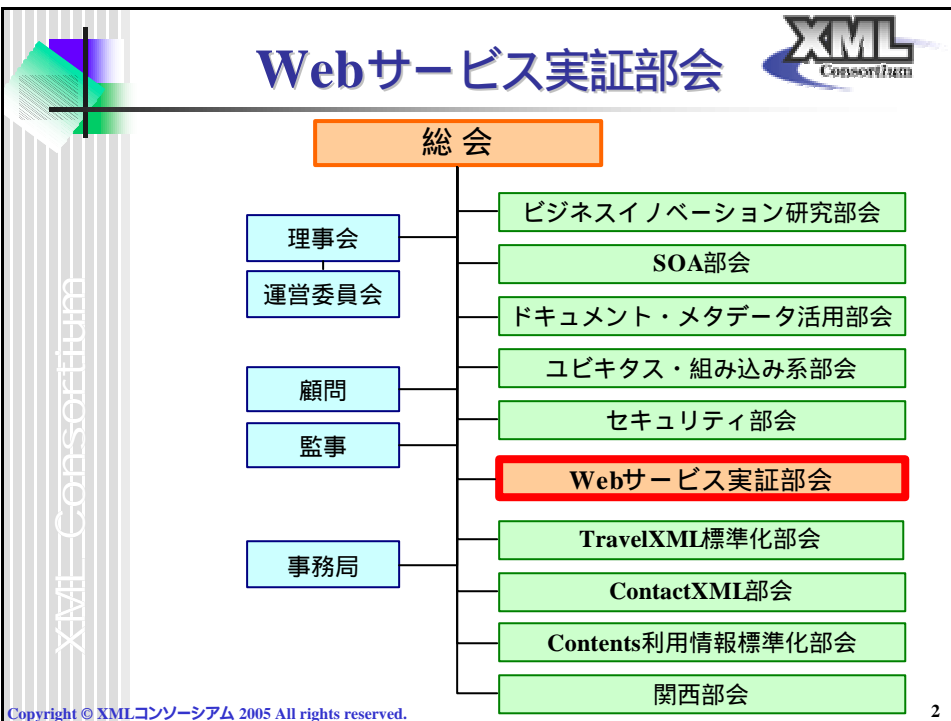 Webサービス実証部会
XML
Consortium
総 会
理事会
運営委員会
顧問
監事
事務局
ビジネスイノベーション研究部会
SOA部会
ドキュメント・メタデータ活用部会
ユビキタス・組み込み系部会
セキュリティ部会
Webサービス実証部会
TravelXML標準化部会
ContactXML部会
Contents利用情報標準化部会
関西部会
XML Consortium
Copyright © XMLコンソーシアム 2005 All rights reserved.
2